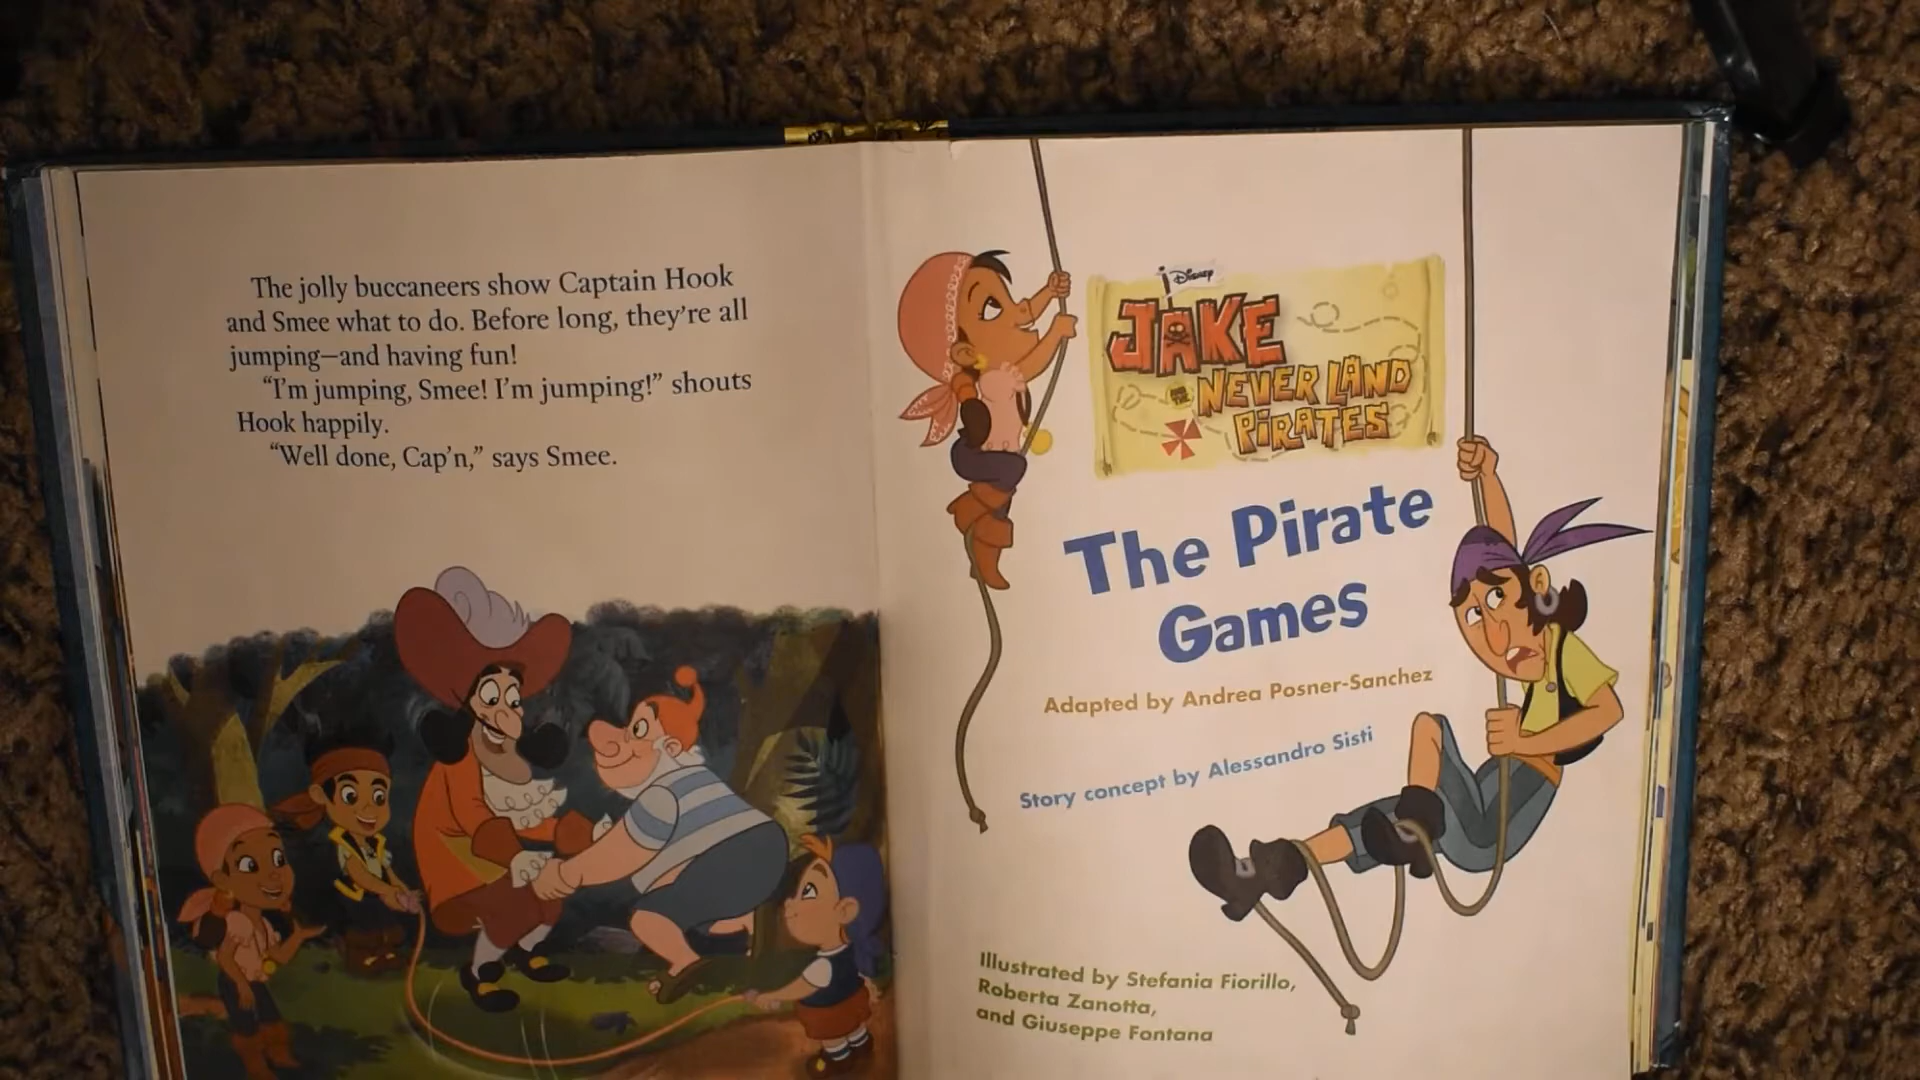 The jolly buccaneers show Captain Hook
and Smee what to do. Before long, they're all
jumping—and having fun!
“I'm jumping, Smee! I'm jumping!” shouts
Hook happily.
“Well done, Cap'n,” says Smee.
Disney
JAKE
AND THE
NEVER LAND
PIRATES
The Pirate
Games
Adapted by Andrea Posner-Sanchez
Story concept by Alessandro Sisti
Illustrated by Stefania Fiorillo,
Roberta Zanotta,
and Giuseppe Fontana